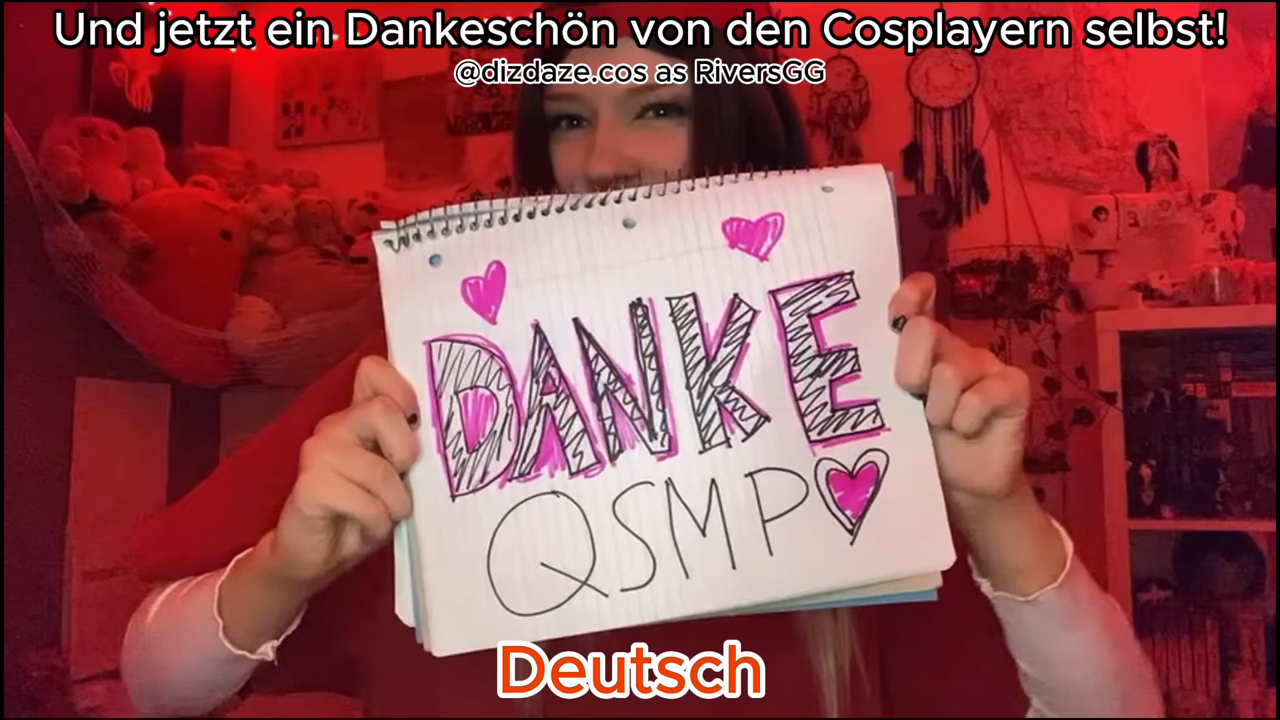 Und jetzt ein Dankeschön von den Cosplayern selbst!
@dizdaze.cos as RiversGG
DANKE
QSMP
Deutsch